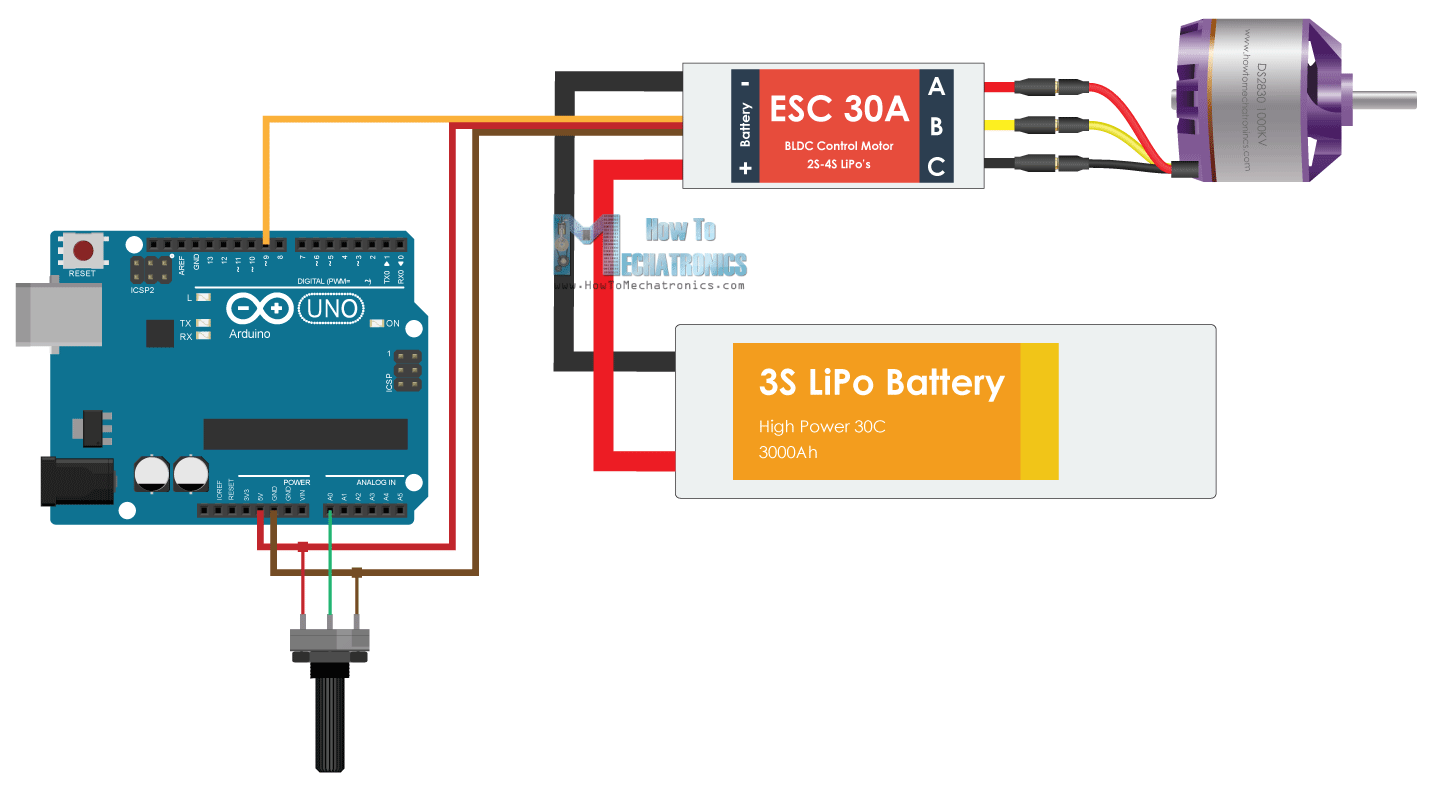 Battery
-
+
ESC 30A
BLDC Control Motor
2S-4S LiPo's
A
B
C
DS2830 1000KV
www.howtomechatronics.com
How To
MECHATRONICS
www.HowToMechatronics.com
RESET
ICSP2
AREF
GND
13
12
~11
~10
~9
8
7
~6
~5
4
~3
2
TX0 ▶ 1
RX0 ◀ 0
DIGITAL (PWM=
L
TX
RX
UNO
Arduino
ON
1
ICSP
3S LiPo Battery
High Power 30C
3000Ah
POWER
ANALOG IN
IOREF
RESET
3V3
5V
GND
GND
VIN
A0
A1
A2
A3
A4
A5